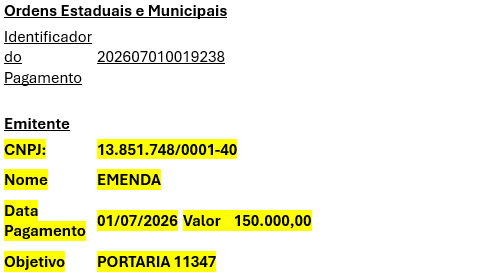 Ordens Estaduais e Municipais
Identificador
do 202607010019238
Pagamento
Emitente
CNPJ: 13.851.748/0001-40
Nome EMENDA
Data
Pagamento 01/07/2026 Valor 150.000,00
Objetivo PORTARIA 11347